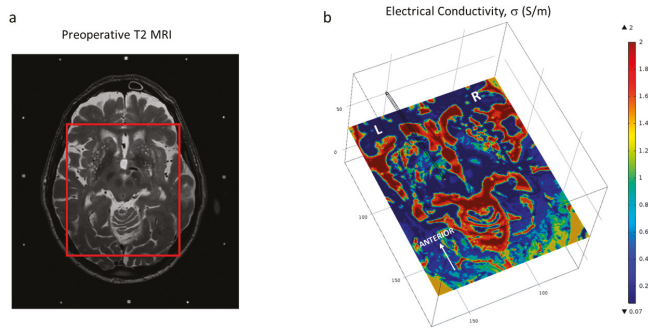 a
Preoperative T2 MRI
b
Electrical Conductivity, σ (S/m)
L
R
ANTERIOR
50
0
100
150
150
100
▲ 2
2
1.8
1.6
1.4
1.2
1
0.8
0.6
0.4
0.2
▼ 0.07